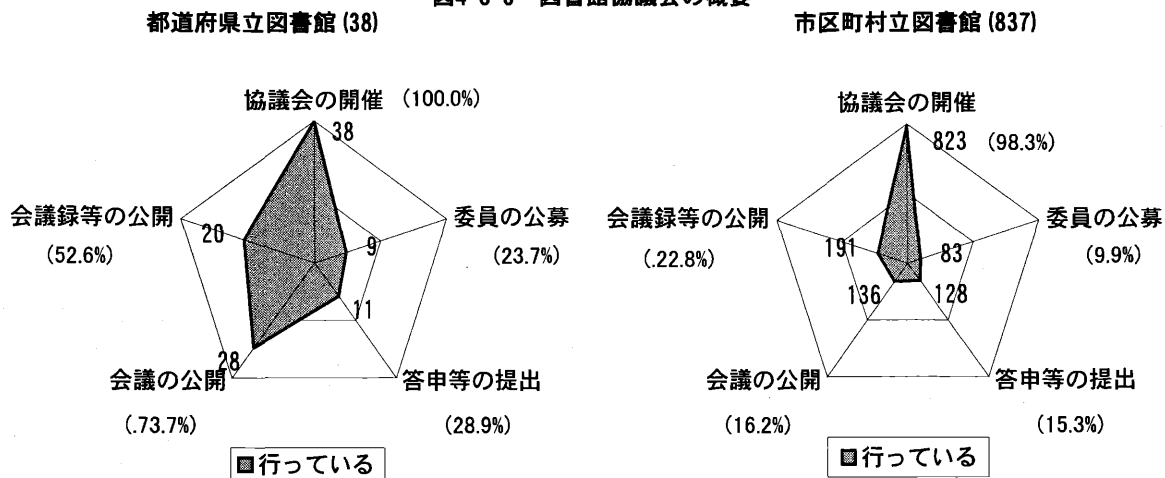 都道府県立図書館 (38)
協議会の開催 (100.0%)
38
委員の公募
9
(23.7%)
答申等の提出
11
(28.9%)
会議の公開
28
(.73.7%)
会議録等の公開
20
(52.6%)
■行っている
市区町村立図書館 (837)
協議会の開催
823 (98.3%)
委員の公募
83
(9.9%)
答申等の提出
128
(15.3%)
会議の公開
136
(16.2%)
会議録等の公開
191
(.22.8%)
■行っている